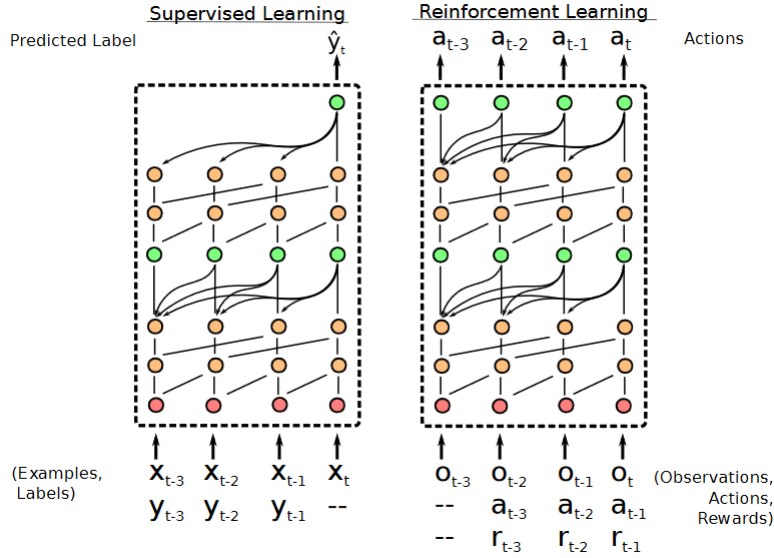 Supervised Learning Reinforcement Learning
Predicted Label ŷt at-3 at-2 at-1 at Actions
(Examples, Labels) xt-3 xt-2 xt-1 xt ot-3 ot-2 ot-1 ot (Observations,
yt-3 yt-2 yt-1 -- -- at-3 at-2 at-1 Actions,
-- rt-3 rt-2 rt-1 Rewards)